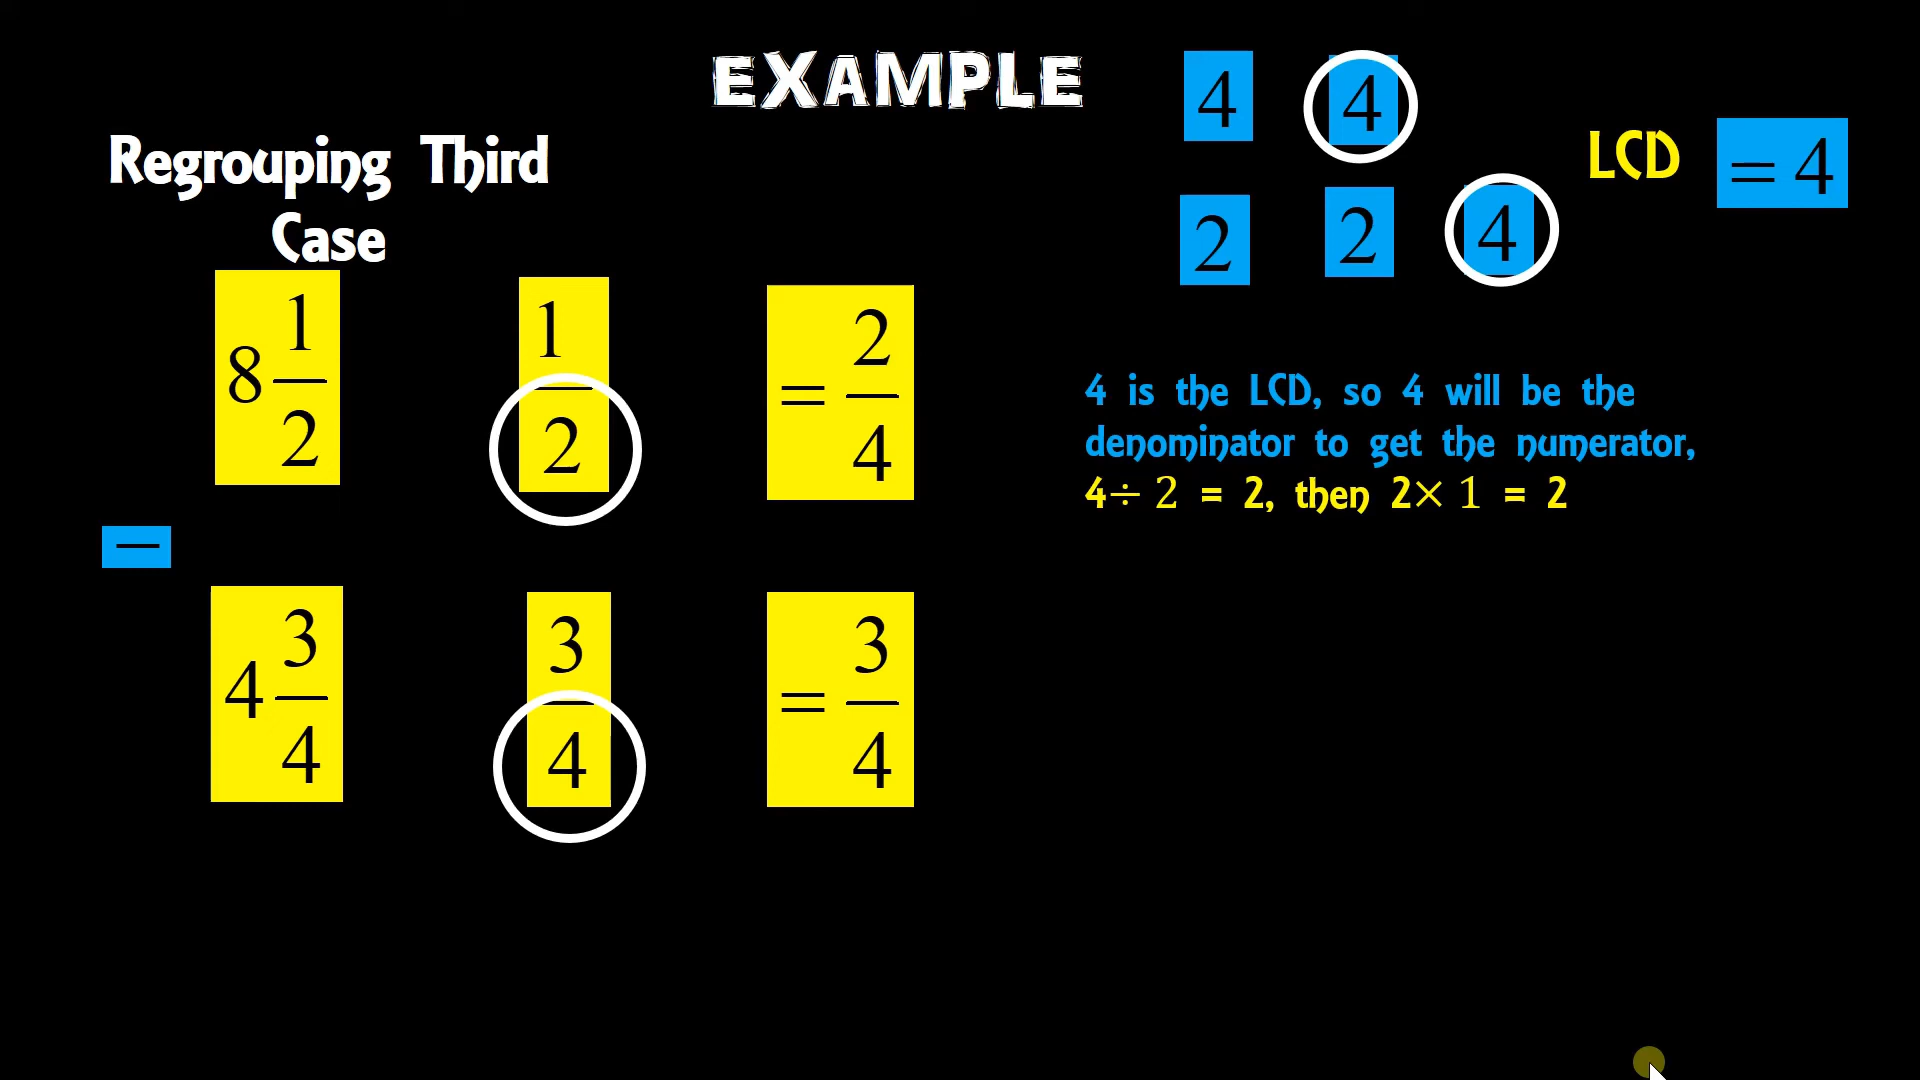 EXAMPLE
Regrouping Third
Case
4 4
2 2 4
LCD = 4
8 1/2 1/2 = 2/4
4 is the LCD, so 4 will be the
denominator to get the numerator,
4÷ 2 = 2, then 2× 1 = 2
−
4 3/4 3/4 = 3/4